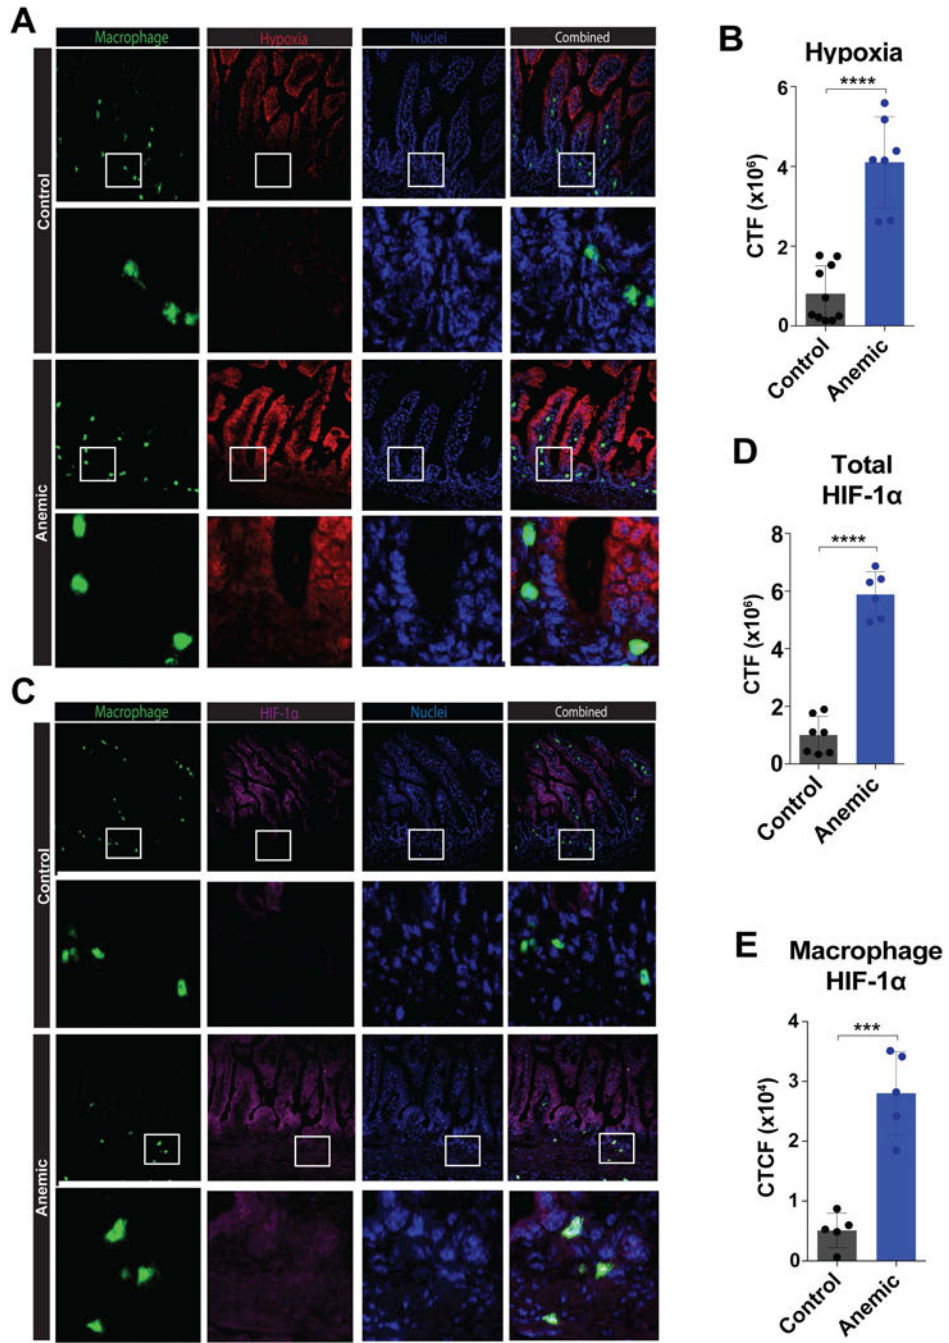 A
Macrophage Hypoxia Nuclei Combined
Control
Anemic
B
Hypoxia
****
CTF (x10⁶)
6
4
2
0
Control Anemic
C
Macrophage HIF-1α Nuclei Combined
Control
Anemic
D
Total
HIF-1α
****
CTF (x10⁶)
8
6
4
2
0
Control Anemic
E
Macrophage
HIF-1α
***
CTCF (x10⁴)
4
3
2
1
0
Control Anemic